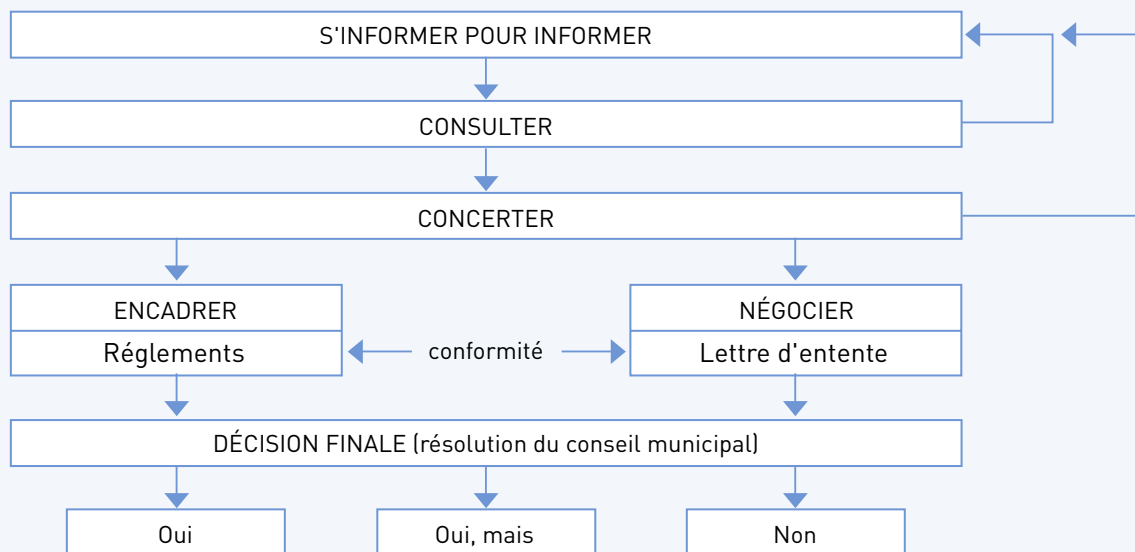 S'INFORMER POUR INFORMER
CONSULTER
CONCERTER
ENCADRER
NÉGOCIER
Réglements
conformité
Lettre d'entente
DÉCISION FINALE (résolution du conseil municipal)
Oui
Oui, mais
Non